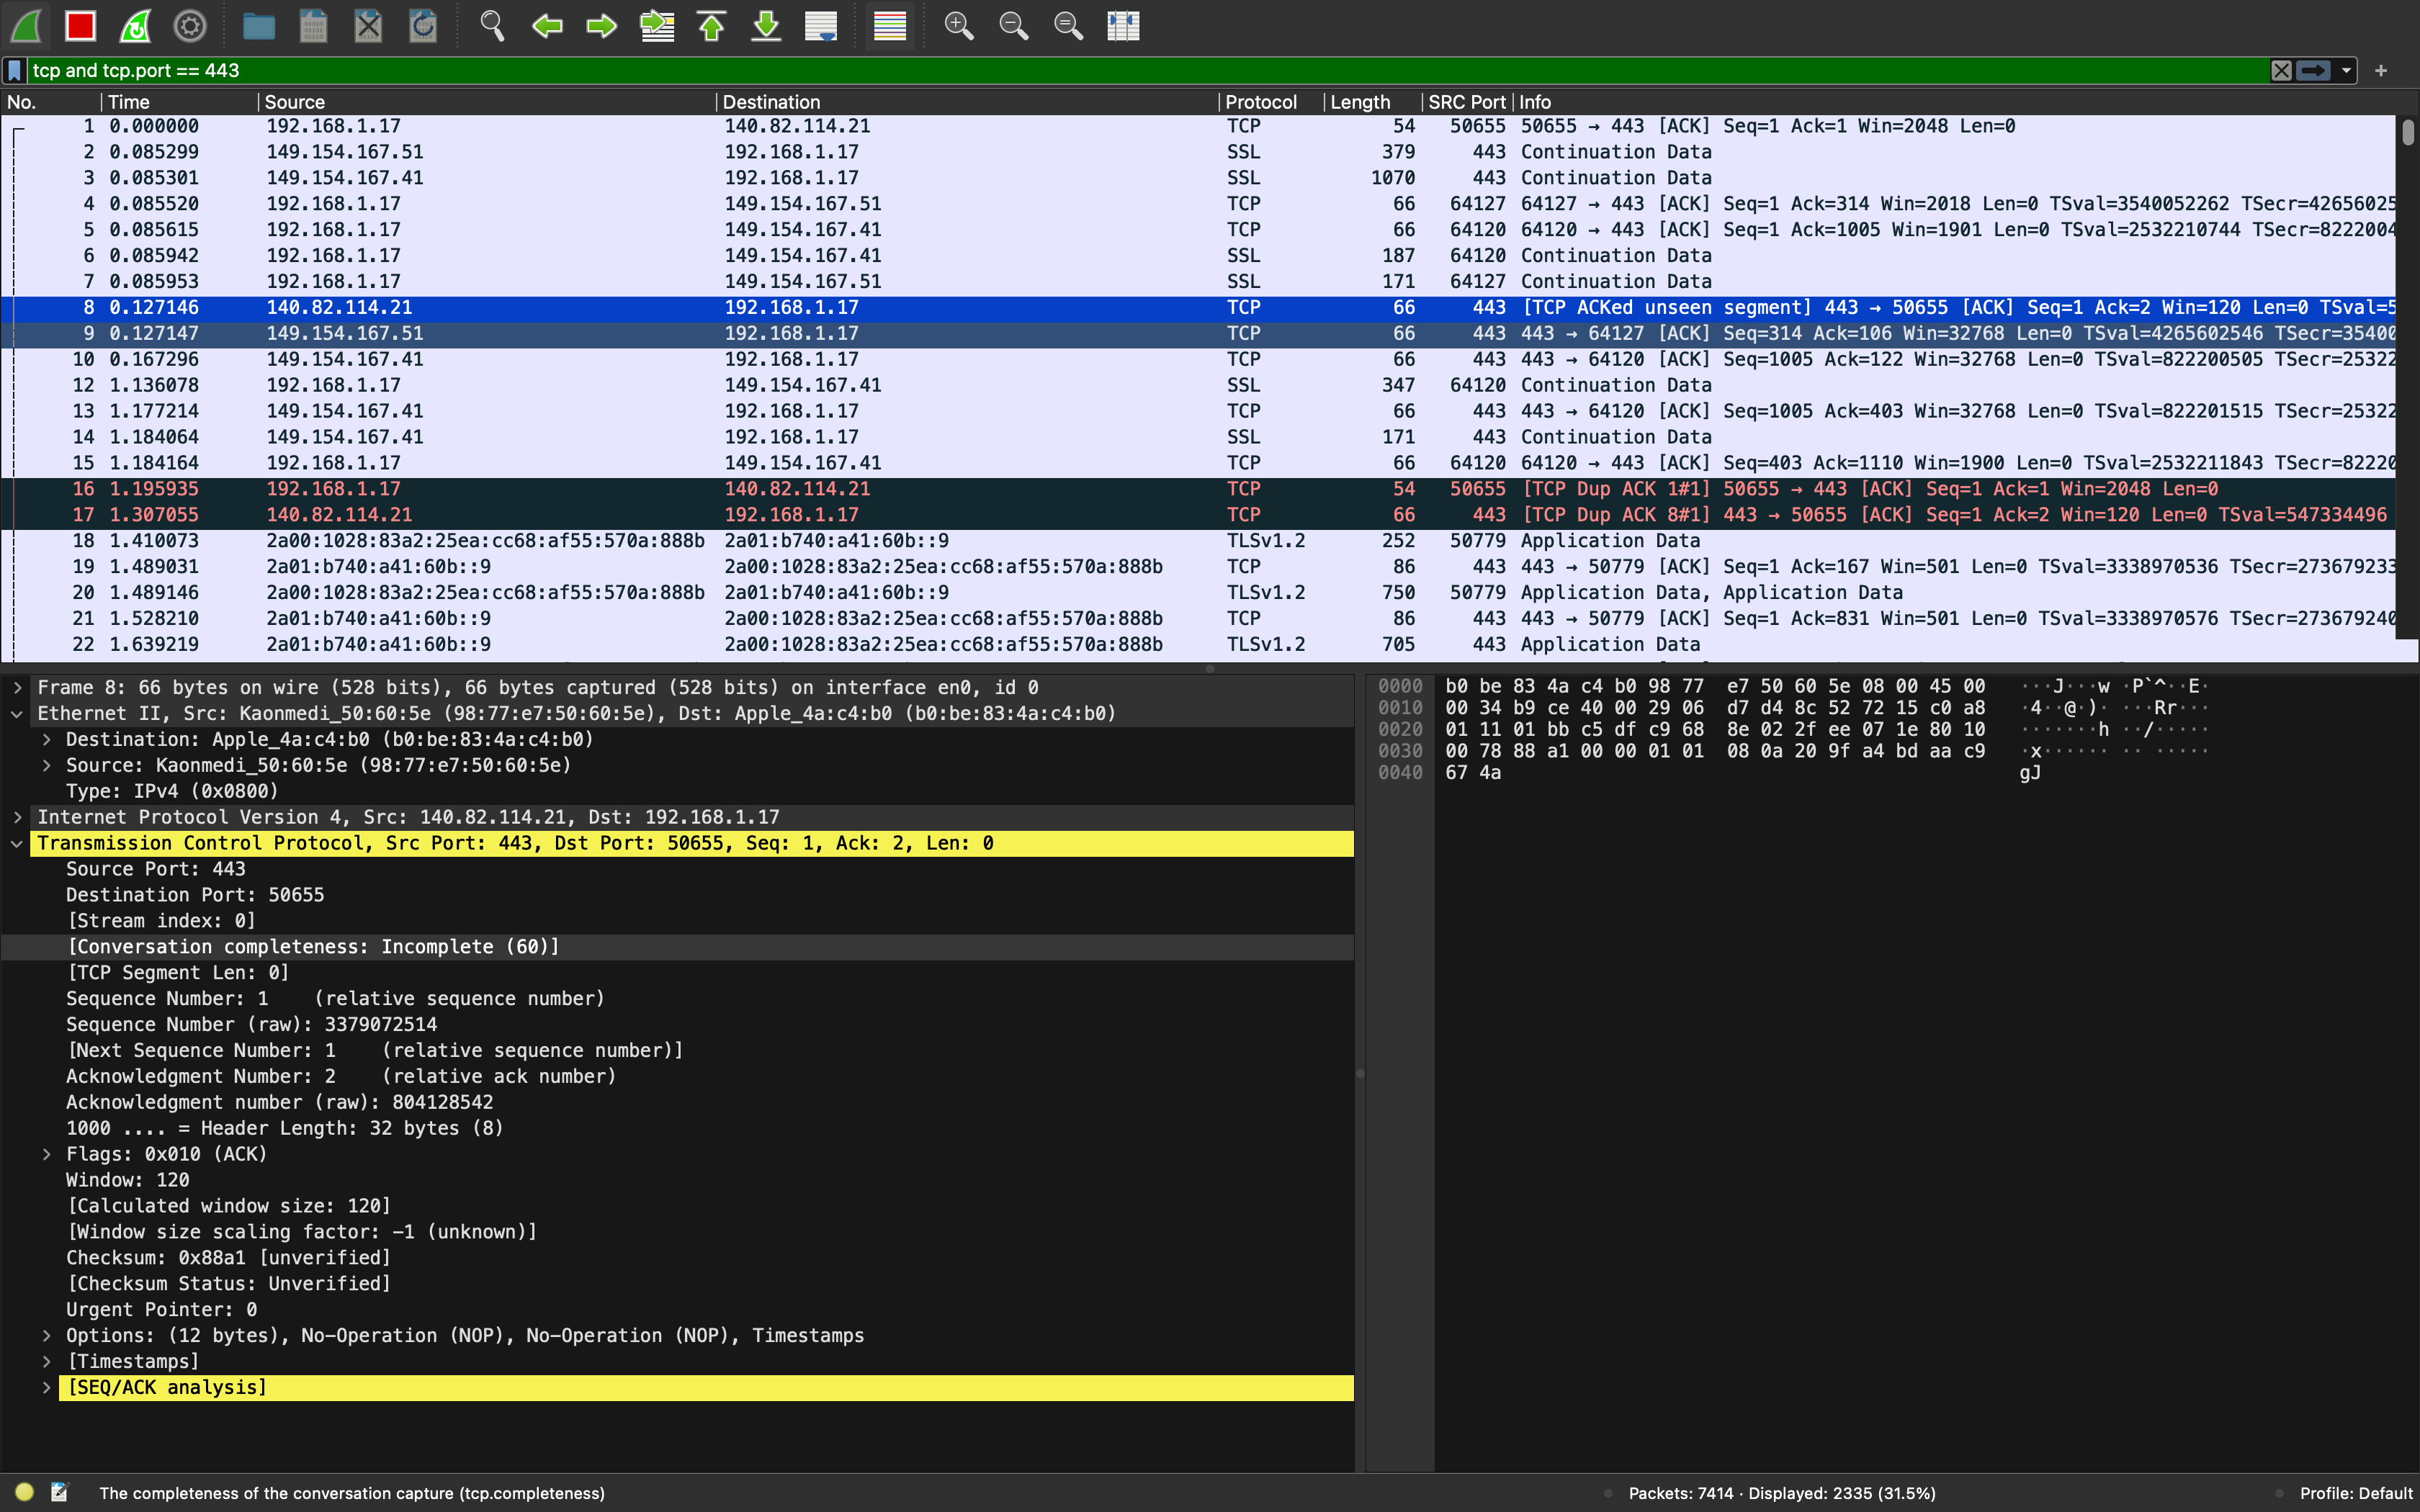 tcp and tcp.port == 443
No. Time Source Destination Protocol Length SRC Port Info
1 0.000000 192.168.1.17 140.82.114.21 TCP 54 50655 50655 → 443 [ACK] Seq=1 Ack=1 Win=2048 Len=0
2 0.085299 149.154.167.51 192.168.1.17 SSL 379 443 Continuation Data
3 0.085301 149.154.167.41 192.168.1.17 SSL 1070 443 Continuation Data
4 0.085520 192.168.1.17 149.154.167.51 TCP 66 64127 64127 → 443 [ACK] Seq=1 Ack=314 Win=2018 Len=0 TSval=3540052262 TSecr=42656025
5 0.085615 192.168.1.17 149.154.167.41 TCP 66 64120 64120 → 443 [ACK] Seq=1 Ack=1005 Win=1901 Len=0 TSval=2532210744 TSecr=8222004
6 0.085942 192.168.1.17 149.154.167.41 SSL 187 64120 Continuation Data
7 0.085953 192.168.1.17 149.154.167.51 SSL 171 64127 Continuation Data
8 0.127146 140.82.114.21 192.168.1.17 TCP 66 443 [TCP ACKed unseen segment] 443 → 50655 [ACK] Seq=1 Ack=2 Win=120 Len=0 TSval=5
9 0.127147 149.154.167.51 192.168.1.17 TCP 66 443 443 → 64127 [ACK] Seq=314 Ack=106 Win=32768 Len=0 TSval=4265602546 TSecr=35400
10 0.167296 149.154.167.41 192.168.1.17 TCP 66 443 443 → 64120 [ACK] Seq=1005 Ack=122 Win=32768 Len=0 TSval=822200505 TSecr=25322
12 1.136078 192.168.1.17 149.154.167.41 SSL 347 64120 Continuation Data
13 1.177214 149.154.167.41 192.168.1.17 TCP 66 443 443 → 64120 [ACK] Seq=1005 Ack=403 Win=32768 Len=0 TSval=822201515 TSecr=25322
14 1.184064 149.154.167.41 192.168.1.17 SSL 171 443 Continuation Data
15 1.184164 192.168.1.17 149.154.167.41 TCP 66 64120 64120 → 443 [ACK] Seq=403 Ack=1110 Win=1900 Len=0 TSval=2532211843 TSecr=82220
16 1.195935 192.168.1.17 140.82.114.21 TCP 54 50655 [TCP Dup ACK 1#1] 50655 → 443 [ACK] Seq=1 Ack=1 Win=2048 Len=0
17 1.307055 140.82.114.21 192.168.1.17 TCP 66 443 [TCP Dup ACK 8#1] 443 → 50655 [ACK] Seq=1 Ack=2 Win=120 Len=0 TSval=547334496
18 1.410073 2a00:1028:83a2:25ea:cc68:af55:570a:888b 2a01:b740:a41:60b::9 TLSv1.2 252 50779 Application Data
19 1.489031 2a01:b740:a41:60b::9 2a00:1028:83a2:25ea:cc68:af55:570a:888b TCP 86 443 443 → 50779 [ACK] Seq=1 Ack=167 Win=501 Len=0 TSval=3338970536 TSecr=273679233
20 1.489146 2a00:1028:83a2:25ea:cc68:af55:570a:888b 2a01:b740:a41:60b::9 TLSv1.2 750 50779 Application Data, Application Data
21 1.528210 2a01:b740:a41:60b::9 2a00:1028:83a2:25ea:cc68:af55:570a:888b TCP 86 443 443 → 50779 [ACK] Seq=1 Ack=831 Win=501 Len=0 TSval=3338970576 TSecr=273679240
22 1.639219 2a01:b740:a41:60b::9 2a00:1028:83a2:25ea:cc68:af55:570a:888b TLSv1.2 705 443 Application Data
Frame 8: 66 bytes on wire (528 bits), 66 bytes captured (528 bits) on interface en0, id 0
Ethernet II, Src: Kaonmedi_50:60:5e (98:77:e7:50:60:5e), Dst: Apple_4a:c4:b0 (b0:be:83:4a:c4:b0)
Destination: Apple_4a:c4:b0 (b0:be:83:4a:c4:b0)
Source: Kaonmedi_50:60:5e (98:77:e7:50:60:5e)
Type: IPv4 (0x0800)
Internet Protocol Version 4, Src: 140.82.114.21, Dst: 192.168.1.17
Transmission Control Protocol, Src Port: 443, Dst Port: 50655, Seq: 1, Ack: 2, Len: 0
Source Port: 443
Destination Port: 50655
[Stream index: 0]
[Conversation completeness: Incomplete (60)]
[TCP Segment Len: 0]
Sequence Number: 1 (relative sequence number)
Sequence Number (raw): 3379072514
[Next Sequence Number: 1 (relative sequence number)]
Acknowledgment Number: 2 (relative ack number)
Acknowledgment number (raw): 804128542
1000 .... = Header Length: 32 bytes (8)
Flags: 0x010 (ACK)
Window: 120
[Calculated window size: 120]
[Window size scaling factor: -1 (unknown)]
Checksum: 0x88a1 [unverified]
[Checksum Status: Unverified]
Urgent Pointer: 0
Options: (12 bytes), No-Operation (NOP), No-Operation (NOP), Timestamps
[Timestamps]
[SEQ/ACK analysis]
0000 b0 be 83 4a c4 b0 98 77 e7 50 60 5e 08 00 45 00 ···J···w ·P`^··E·
0010 00 34 b9 ce 40 00 29 06 d7 d4 8c 52 72 15 c0 a8 ·4··@·)· ···Rr···
0020 01 11 01 bb c5 df c9 68 8e 02 2f ee 07 1e 80 10 ·······h ··/·····
0030 00 78 88 a1 00 00 01 01 08 0a 20 9f a4 bd aa c9 ·x······ ·· ·····
0040 67 4a gJ
The completeness of the conversation capture (tcp.completeness)
Packets: 7414 · Displayed: 2335 (31.5%)
Profile: Default